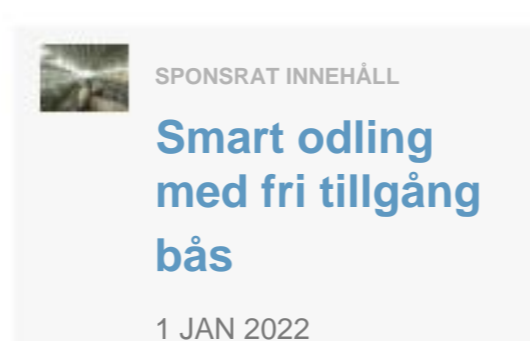 SPONSRAT INNEHÅLL
Smart odling
med fri tillgång
bås
1 JAN 2022